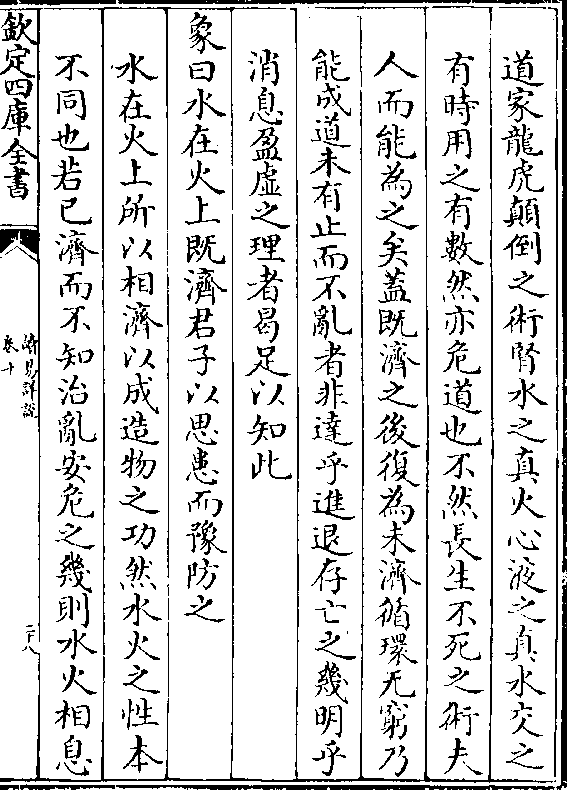 道家龍虎顛倒之術腎水之真火心液之真水交之
有時用之有數然亦危道也不然長生不死之術夫
人而能為之矣蓋既濟之後復為未濟循環无窮乃
能成道未有止而不亂者非達乎進退存亡之幾明乎
消息盈虛之理者曷足以知此
象曰水在火上既濟君子以思患而豫防之
水在火上所以相濟以成造物之功然水火之性本
不同也若已濟而不知治亂安危之幾則水火相息
欽定四庫全書
讀易詳說
卷十
二十八